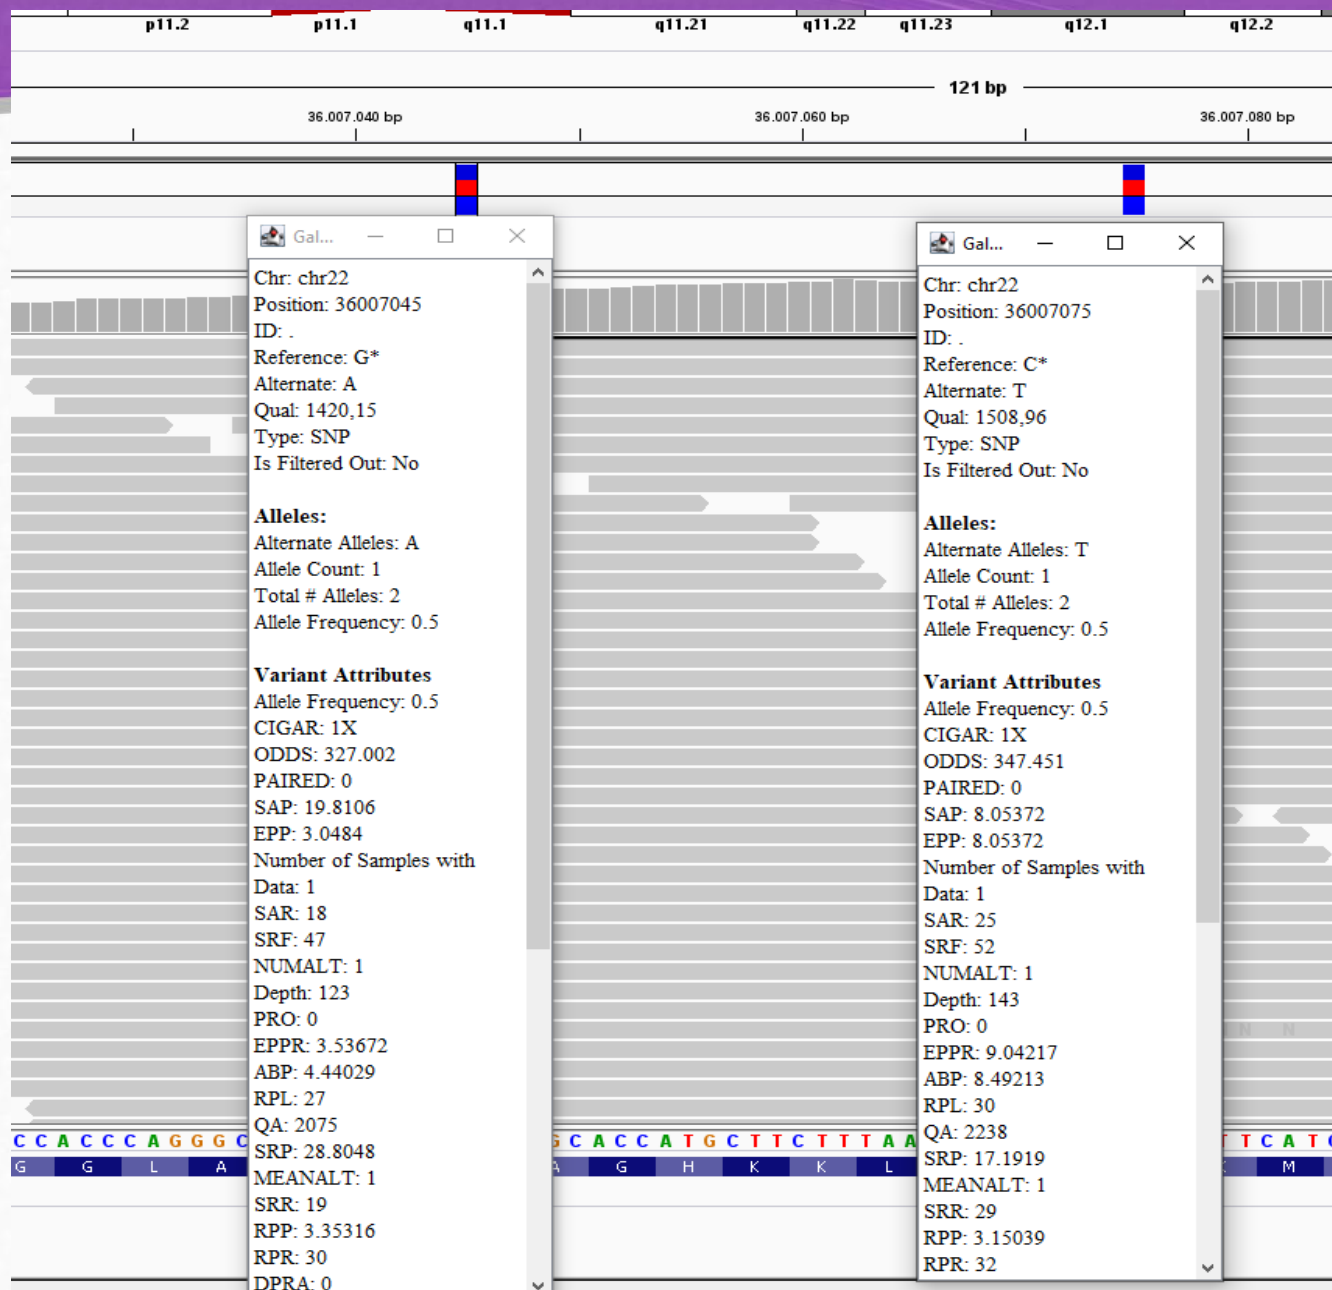 p11.2 p11.1 q11.1 q11.21 q11.22 q11.23 q12.1 q12.2
121 bp
36.007.040 bp 36.007.060 bp 36.007.080 bp
Gal...
Chr: chr22
Position: 36007045
ID: .
Reference: G*
Alternate: A
Qual: 1420,15
Type: SNP
Is Filtered Out: No
Alleles:
Alternate Alleles: A
Allele Count: 1
Total # Alleles: 2
Allele Frequency: 0.5
Variant Attributes
Allele Frequency: 0.5
CIGAR: 1X
ODDS: 327.002
PAIRED: 0
SAP: 19.8106
EPP: 3.0484
Number of Samples with
Data: 1
SAR: 18
SRF: 47
NUMALT: 1
Depth: 123
PRO: 0
EPPR: 3.53672
ABP: 4.44029
RPL: 27
QA: 2075
SRP: 28.8048
MEANALT: 1
SRR: 19
RPP: 3.35316
RPR: 30
DPRA: 0
Gal...
Chr: chr22
Position: 36007075
ID: .
Reference: C*
Alternate: T
Qual: 1508,96
Type: SNP
Is Filtered Out: No
Alleles:
Alternate Alleles: T
Allele Count: 1
Total # Alleles: 2
Allele Frequency: 0.5
Variant Attributes
Allele Frequency: 0.5
CIGAR: 1X
ODDS: 347.451
PAIRED: 0
SAP: 8.05372
EPP: 8.05372
Number of Samples with
Data: 1
SAR: 25
SRF: 52
NUMALT: 1
Depth: 143
PRO: 0
EPPR: 9.04217
ABP: 8.49213
RPL: 30
QA: 2238
SRP: 17.1919
MEANALT: 1
SRR: 29
RPP: 3.15039
RPR: 32
N N
C C A C C C A G G G C G C A C C A T G C T T C T T T A A T T C A T
G G L A A G H K K L M